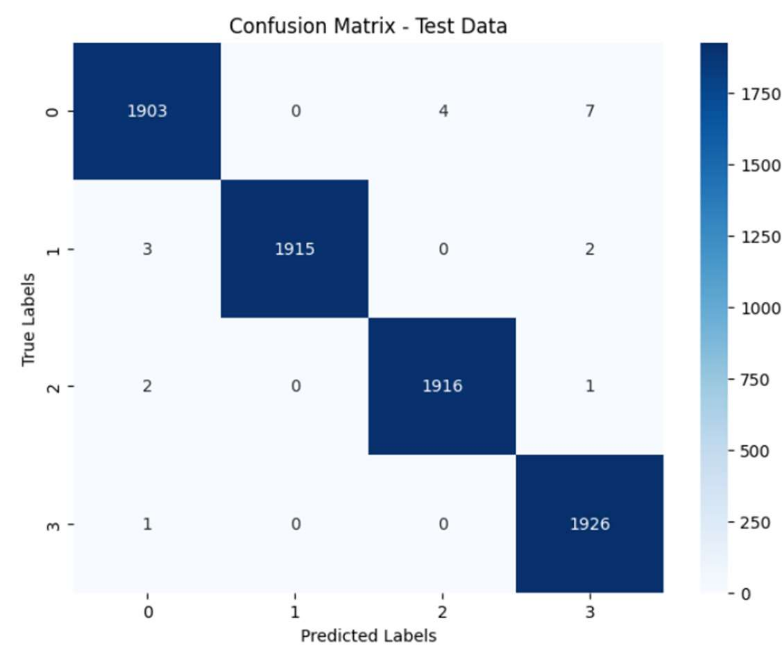 Confusion Matrix - Test Data
0 1903 0 4 7
1 3 1915 0 2
2 2 0 1916 1
3 1 0 0 1926
0 1 2 3
True Labels
Predicted Labels
1750
1500
1250
1000
750
500
250
0